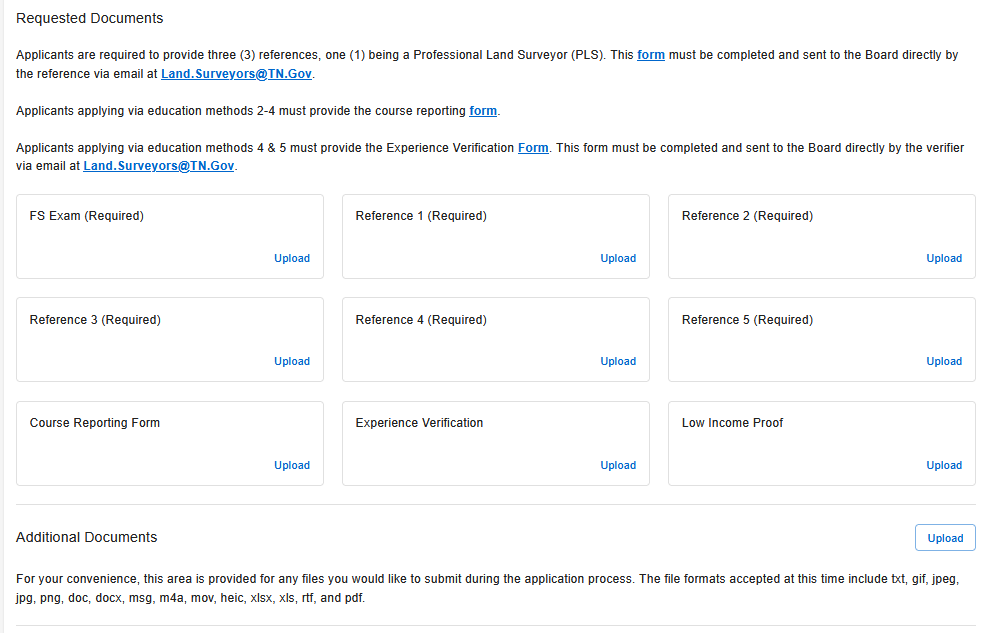 Requested Documents
Applicants are required to provide three (3) references, one (1) being a Professional Land Surveyor (PLS). This form must be completed and sent to the Board directly by
the reference via email at Land.Surveyors@TN.Gov.
Applicants applying via education methods 2-4 must provide the course reporting form.
Applicants applying via education methods 4 & 5 must provide the Experience Verification Form. This form must be completed and sent to the Board directly by the verifier
via email at Land.Surveyors@TN.Gov.
FS Exam (Required)
Upload
Reference 1 (Required)
Upload
Reference 2 (Required)
Upload
Reference 3 (Required)
Upload
Reference 4 (Required)
Upload
Reference 5 (Required)
Upload
Course Reporting Form
Upload
Experience Verification
Upload
Low Income Proof
Upload
Additional Documents
Upload
For your convenience, this area is provided for any files you would like to submit during the application process. The file formats accepted at this time include txt, gif, jpeg,
jpg, png, doc, docx, msg, m4a, mov, heic, xlsx, xls, rtf, and pdf.